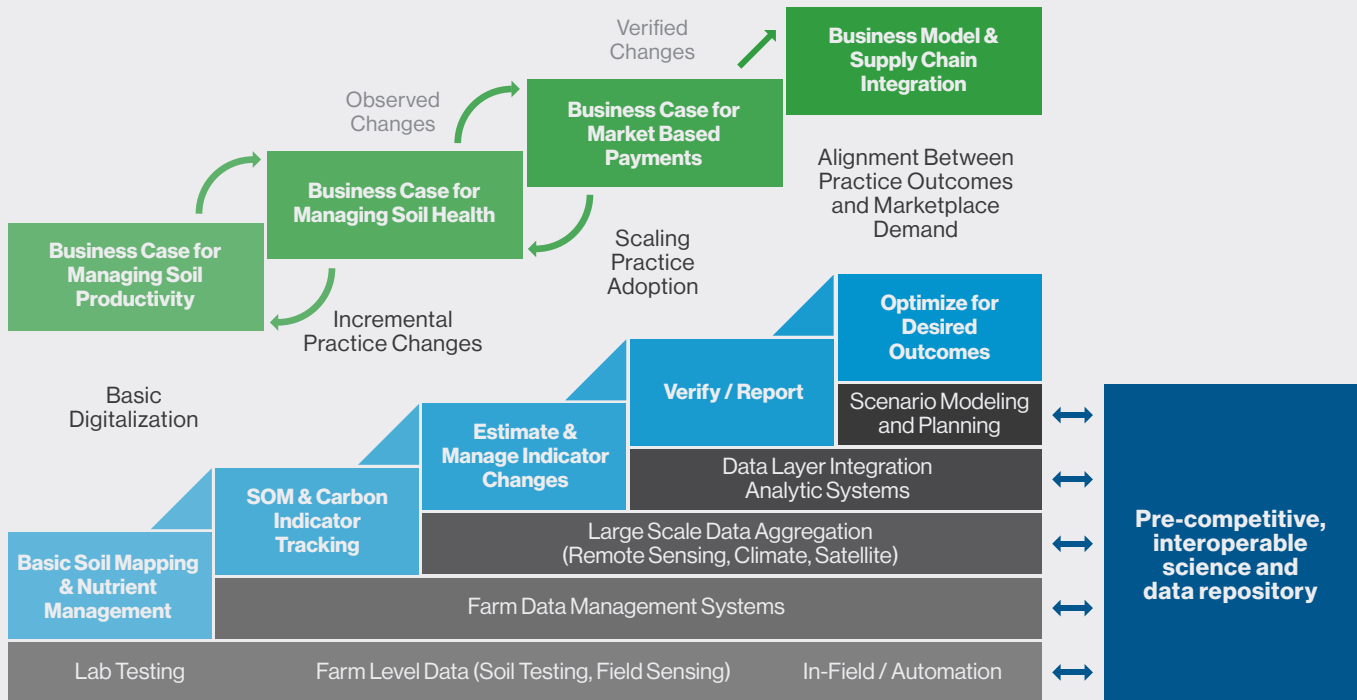 Verified
Changes
Business Model &
Supply Chain
Integration
Observed
Changes
Business Case for
Market Based
Payments
Alignment Between
Practice Outcomes
and Marketplace
Demand
Business Case for
Managing Soil Health
Business Case for
Managing Soil
Productivity
Scaling
Practice
Adoption
Incremental
Practice Changes
Basic
Digitalization
Optimize for
Desired
Outcomes
Verify / Report
Scenario Modeling
and Planning
Estimate &
Manage Indicator
Changes
Data Layer Integration
Analytic Systems
SOM & Carbon
Indicator
Tracking
Large Scale Data Aggregation
(Remote Sensing, Climate, Satellite)
Basic Soil Mapping
& Nutrient
Management
Farm Data Management Systems
Lab Testing
Farm Level Data (Soil Testing, Field Sensing)
In-Field / Automation
Pre-competitive,
interoperable
science and
data repository